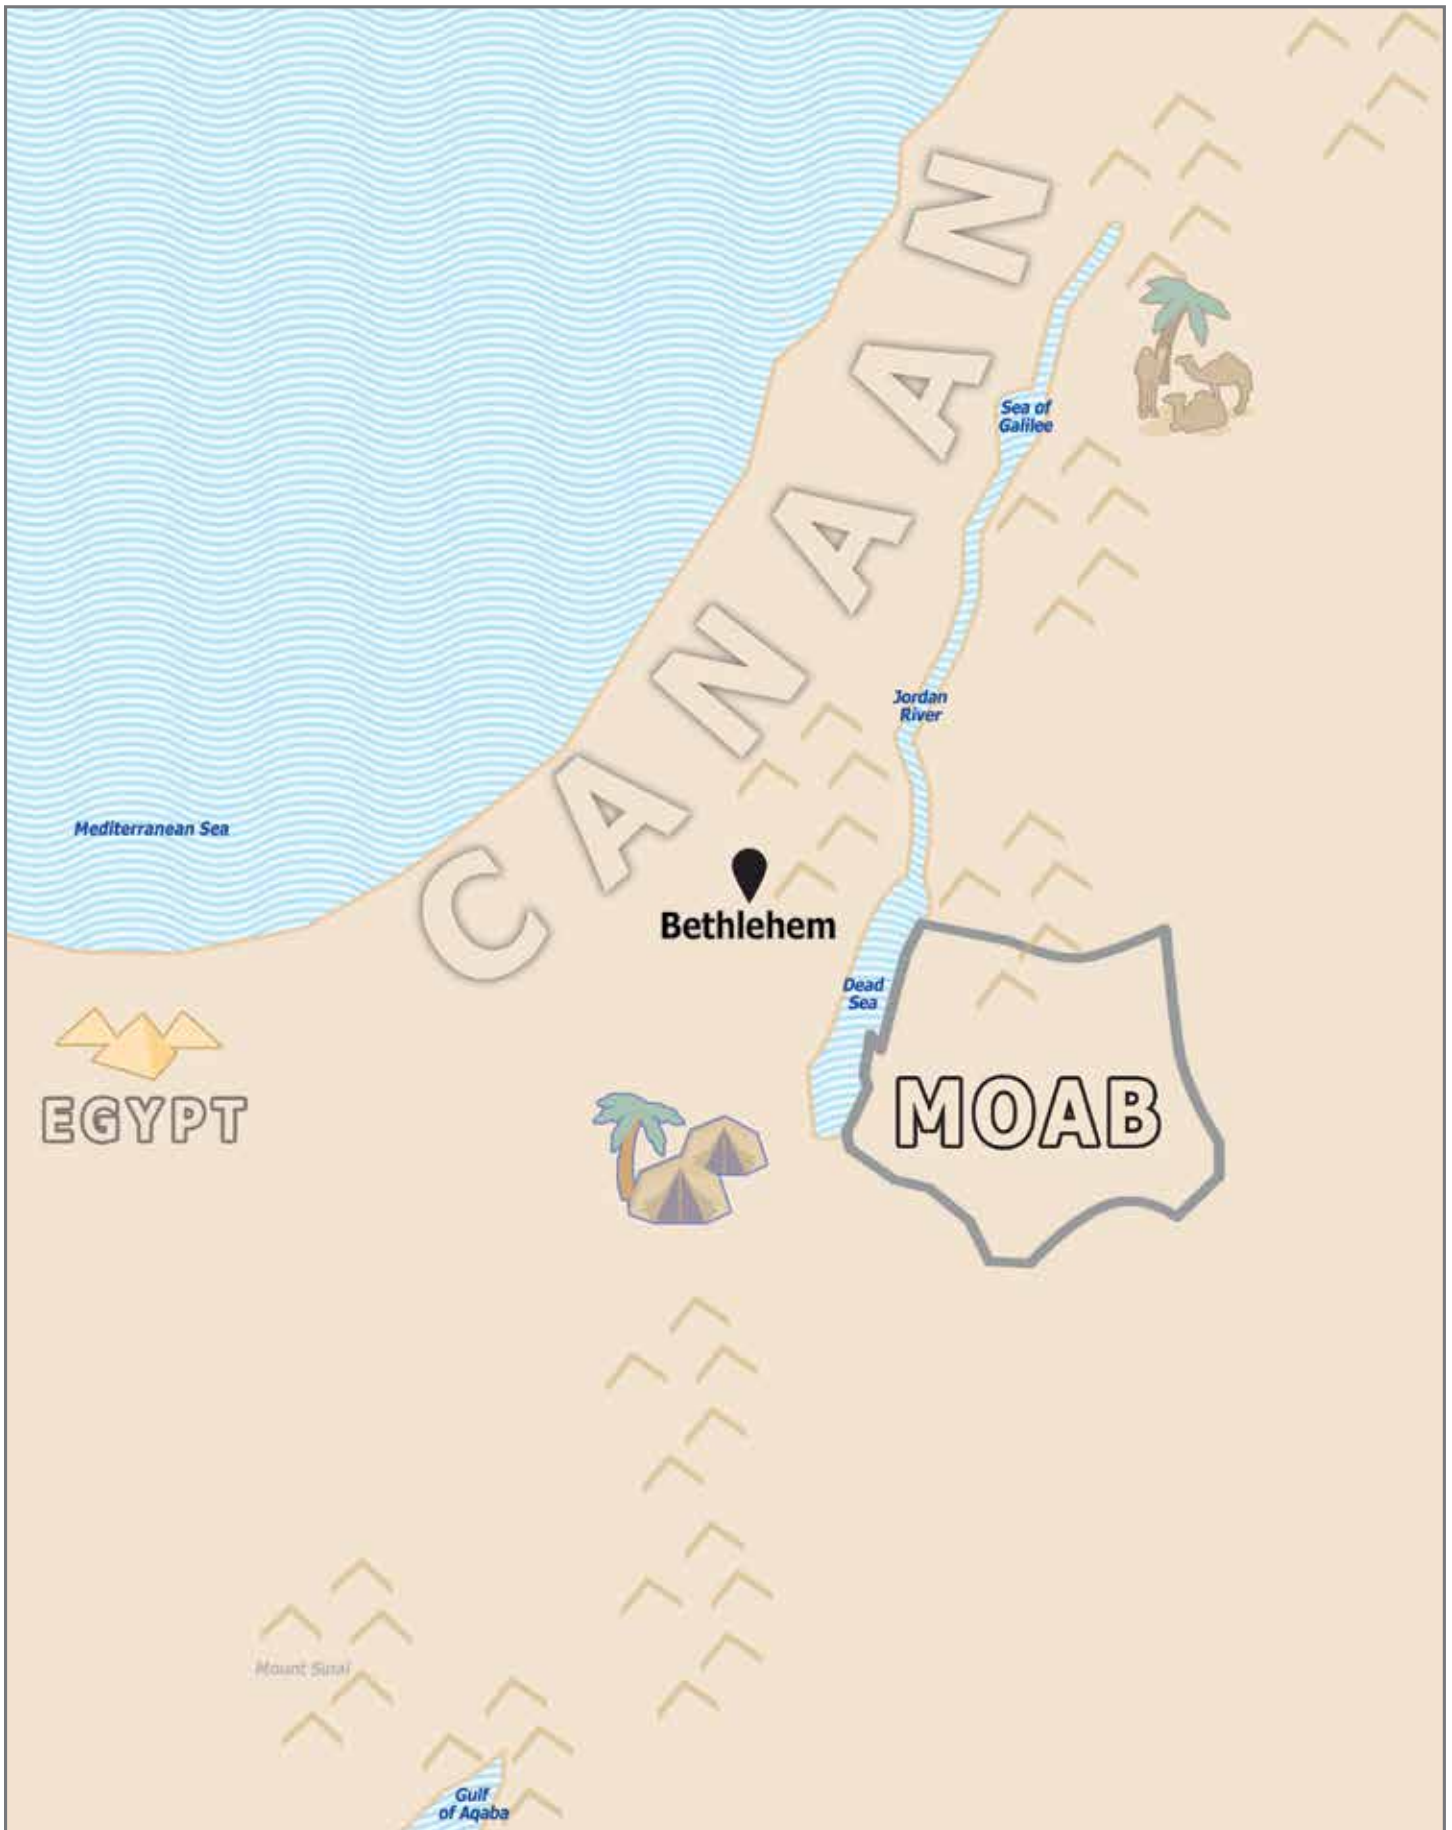 CANAAN
Sea of
Galilee
Jordan
River
Mediterranean Sea
Bethlehem
Dead
Sea
EGYPT
MOAB
Mount Sinai
Gulf
of Aqaba